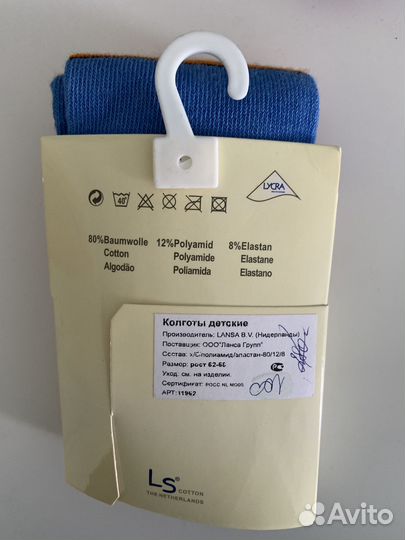 LYCRA
40°
80%Baumwolle 12%Polyamid 8%Elastan
Cotton Polyamide Elastane
Algodão Poliamida Elastano
Колготы детские
Производитель: LANSA B.V. (Нидерланды)
Поставщик: ООО"Ланса Групп"
Состав: х/б/полиамид/эластан-80/12/8
Размер: рост 62-68
Уход: см. на изделии.
Сертификат: РОСС NL
АРТ:11962
LS®
COTTON
THE NETHERLANDS
Avito